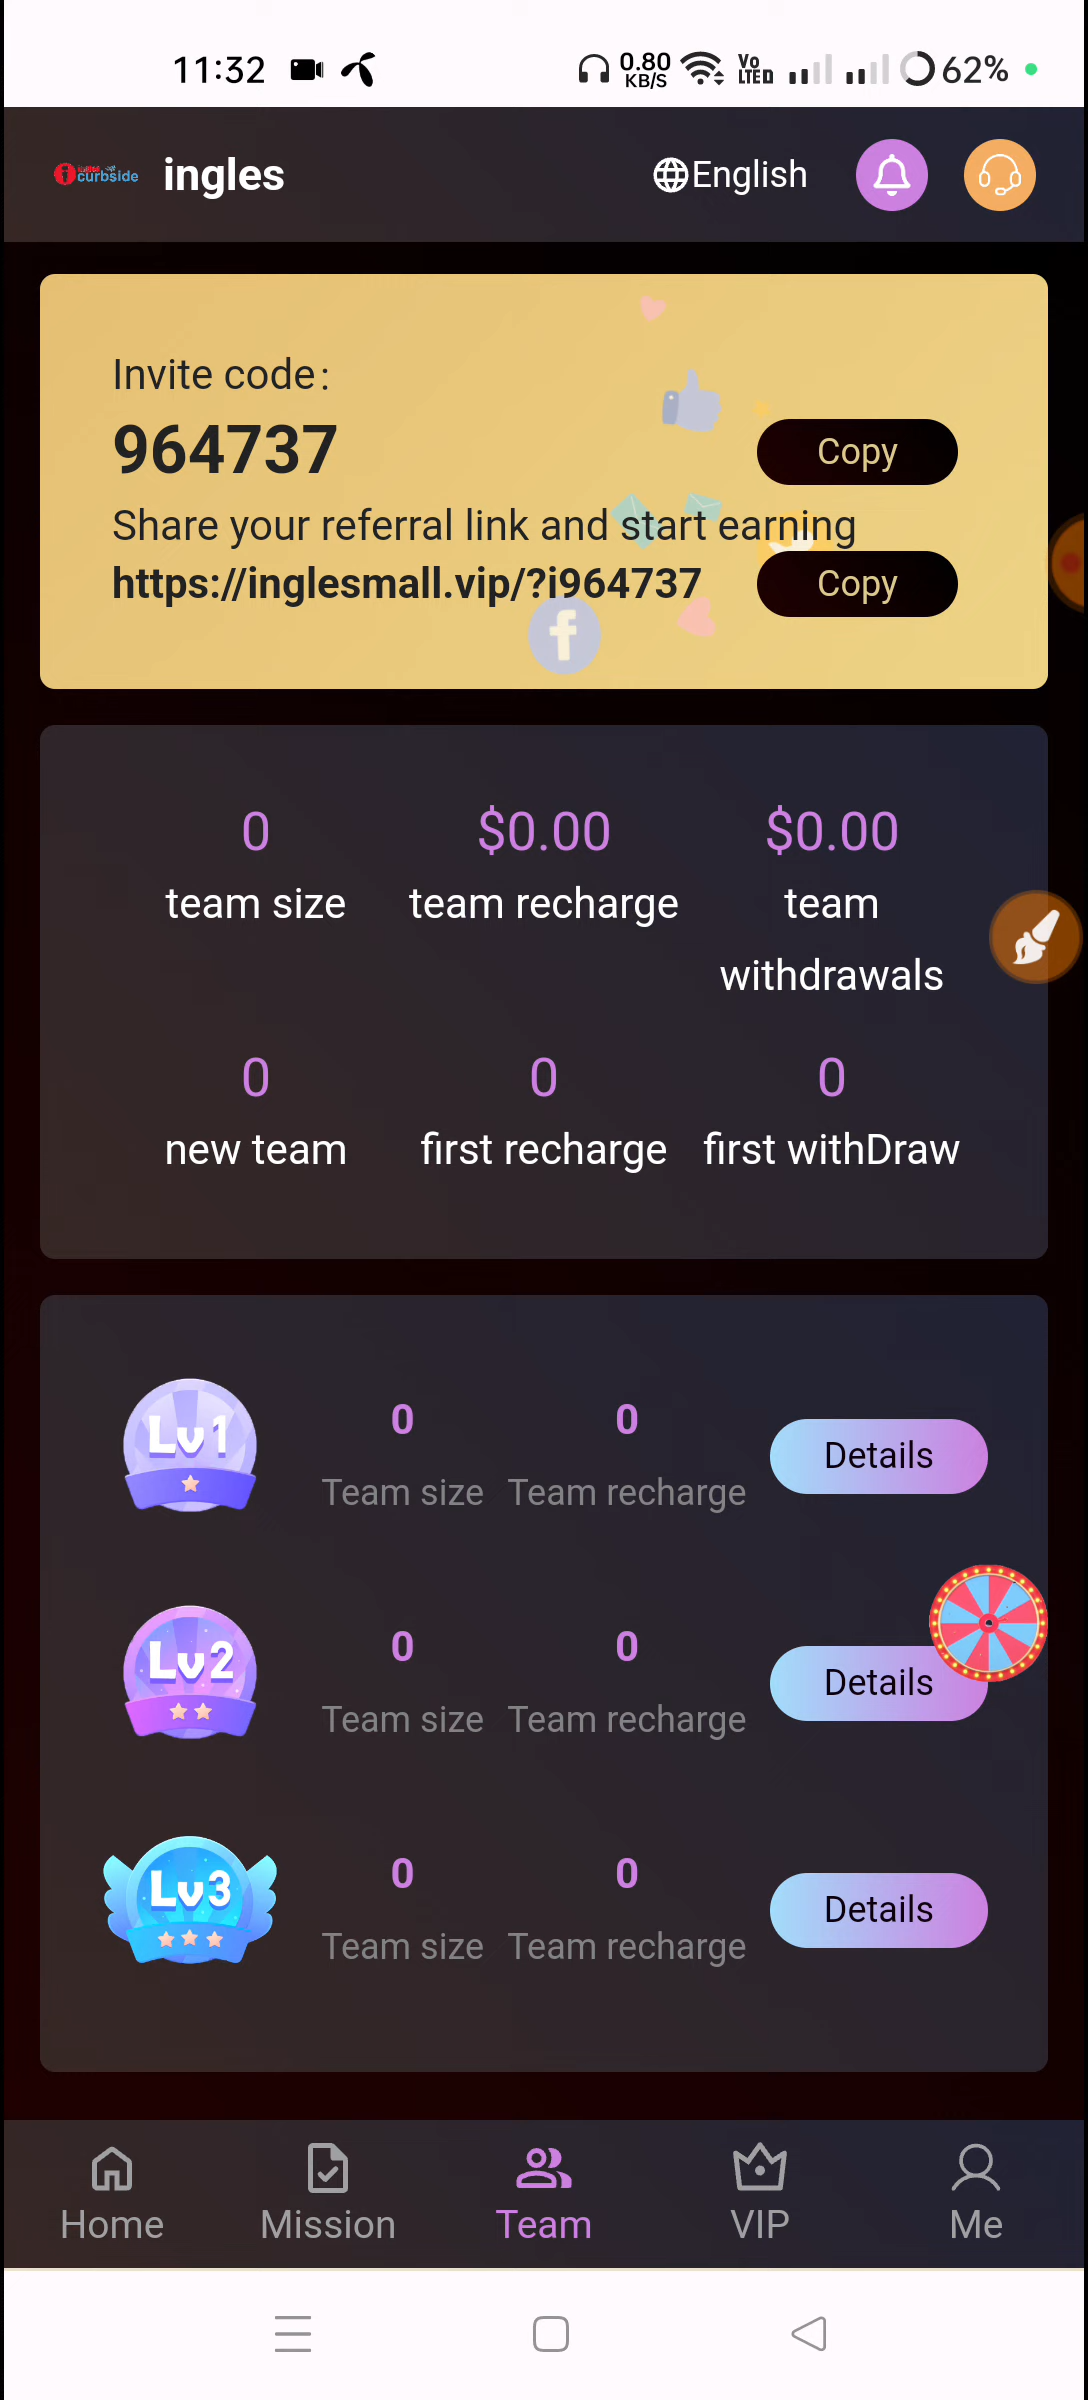 11:32
0.80
KB/S
Vo
LTE
62%
curbside
ingles
English
Invite code:
964737
Copy
Share your referral link and start earning
https://inglesmall.vip/?i964737
Copy
0
$0.00
$0.00
team size
team recharge
team
withdrawals
0
0
0
new team
first recharge
first withDraw
Lv1
0
0
Team size
Team recharge
Details
Lv2
0
0
Team size
Team recharge
Details
Lv3
0
0
Team size
Team recharge
Details
Home
Mission
Team
VIP
Me